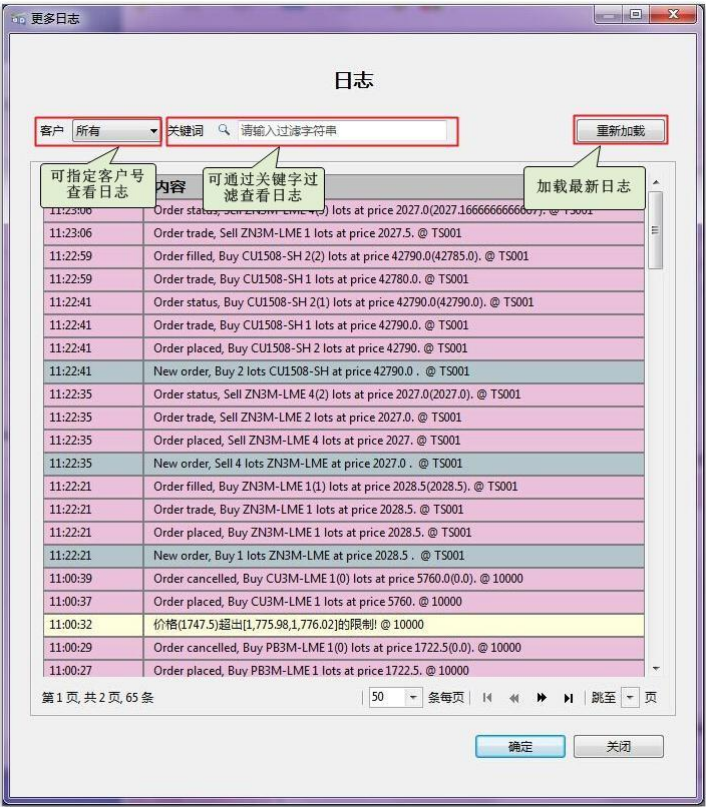 更多日志
日志
客户 所有 关键词 请输入过滤字符串 重新加载
可指定客户号
查看日志
可通过关键字过
滤查看日志
加载最新日志
内容
11:23:06 Order status, Sell ZN3M-LME 4(3) lots at price 2027.0(2027.1666666666667). @ TS001
11:23:06 Order trade, Sell ZN3M-LME 1 lots at price 2027.5. @ TS001
11:22:59 Order filled, Buy CU1508-SH 2(2) lots at price 42790.0(42785.0). @ TS001
11:22:59 Order trade, Buy CU1508-SH 1 lots at price 42780.0. @ TS001
11:22:41 Order status, Buy CU1508-SH 2(1) lots at price 42790.0(42790.0). @ TS001
11:22:41 Order trade, Buy CU1508-SH 1 lots at price 42790.0. @ TS001
11:22:41 Order placed, Buy CU1508-SH 2 lots at price 42790. @ TS001
11:22:41 New order, Buy 2 lots CU1508-SH at price 42790.0 . @ TS001
11:22:35 Order status, Sell ZN3M-LME 4(2) lots at price 2027.0(2027.0). @ TS001
11:22:35 Order trade, Sell ZN3M-LME 2 lots at price 2027.0. @ TS001
11:22:35 Order placed, Sell ZN3M-LME 4 lots at price 2027. @ TS001
11:22:35 New order, Sell 4 lots ZN3M-LME at price 2027.0 . @ TS001
11:22:21 Order filled, Buy ZN3M-LME 1(1) lots at price 2028.5(2028.5). @ TS001
11:22:21 Order trade, Buy ZN3M-LME 1 lots at price 2028.5. @ TS001
11:22:21 Order placed, Buy ZN3M-LME 1 lots at price 2028.5. @ TS001
11:22:21 New order, Buy 1 lots ZN3M-LME at price 2028.5 . @ TS001
11:00:39 Order cancelled, Buy CU3M-LME 1(0) lots at price 5760.0(0.0). @ 10000
11:00:37 Order placed, Buy CU3M-LME 1 lots at price 5760. @ 10000
11:00:32 价格(1747.5)超出[1,775.98,1,776.02]的限制! @ 10000
11:00:29 Order cancelled, Buy PB3M-LME 1(0) lots at price 1722.5(0.0). @ 10000
11:00:27 Order placed, Buy PB3M-LME 1 lots at price 1722.5. @ 10000
第1页,共2页,65条 50 条每页 跳至 页
确定 关闭